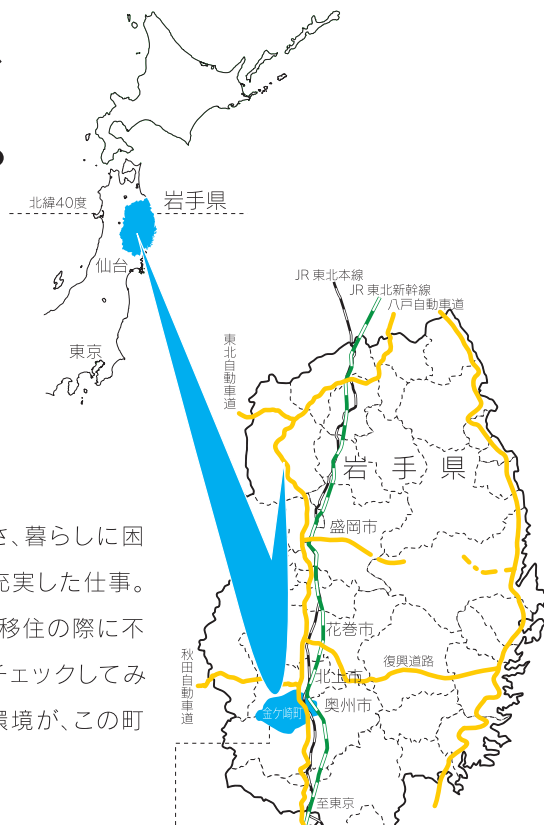 北緯40度
岩手県
仙台
東京
JR 東北本線
JR 東北新幹線
八戸自動車道
東北自動車道
岩手県
盛岡市
花巻市
復興道路
秋田自動車道
北上市
奥州市
金ケ崎町
至東京
さ、暮らしに困
充実した仕事。
移住の際に不
チェックしてみ
環境が、この町